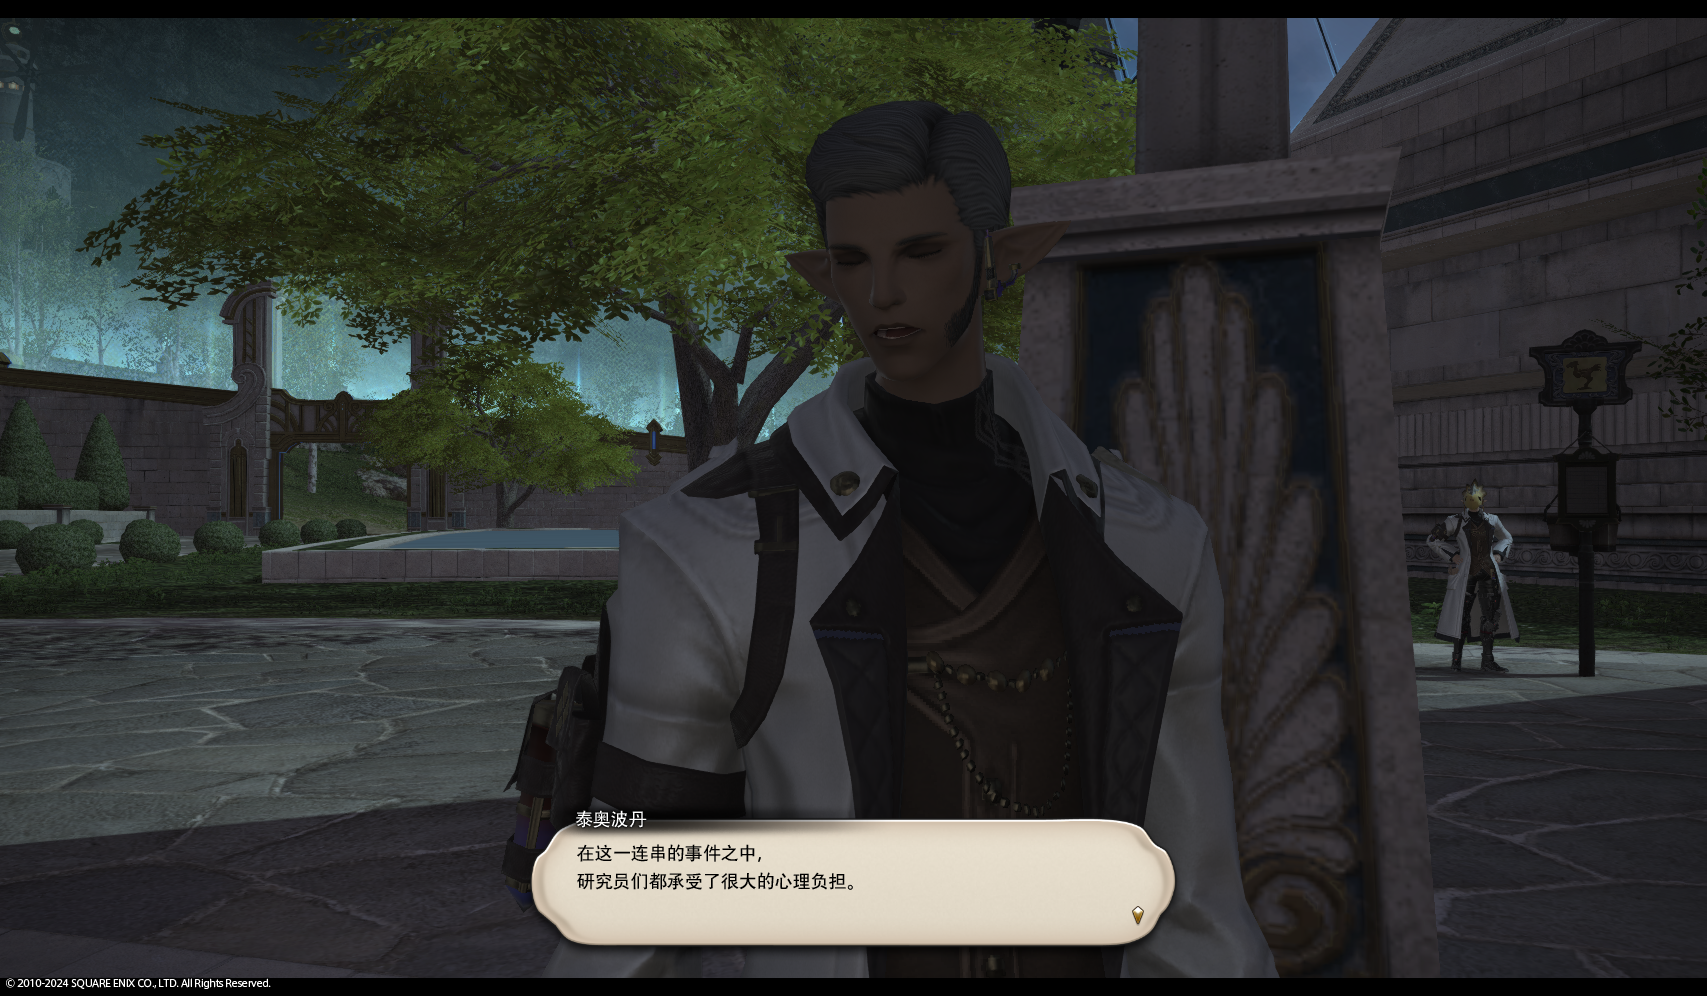 泰奥波丹
在这一连串的事件之中,
研究员们都承受了很大的心理负担。
© 2010-2024 SQUARE ENIX CO., LTD. All Rights Reserved.